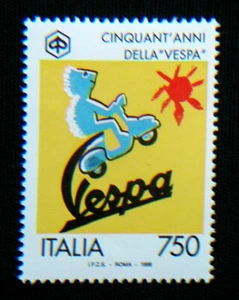 CINQUANT'ANNI
DELLA "VESPA"
Vespa
ITALIA 750
I.P.Z.S. - ROMA - 1996